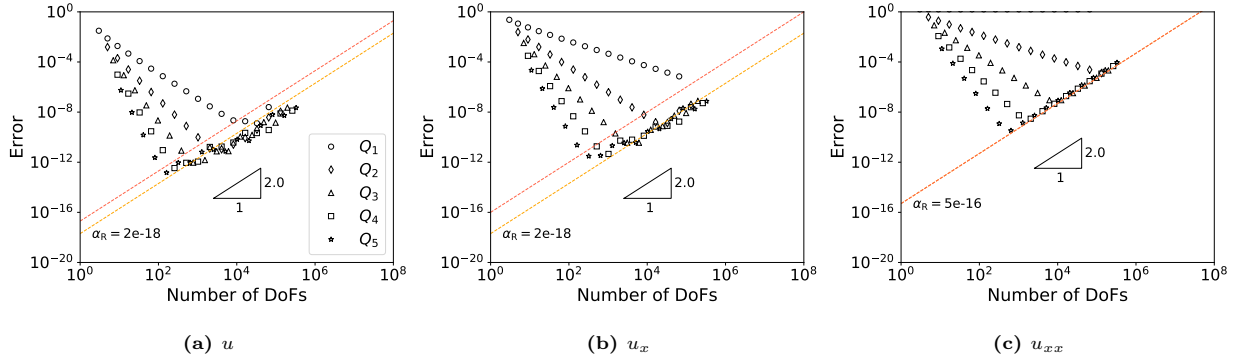 10^0
10^-4
10^-8
10^-12
10^-16
10^-20
Error
α_R = 2e-18
2.0
1
Q_1
Q_2
Q_3
Q_4
Q_5
10^0 10^2 10^4 10^6 10^8
Number of DoFs
(a) u
10^0
10^-4
10^-8
10^-12
10^-16
10^-20
Error
α_R = 2e-18
2.0
1
10^0 10^2 10^4 10^6 10^8
Number of DoFs
(b) u_x
10^0
10^-4
10^-8
10^-12
10^-16
10^-20
Error
α_R = 5e-16
2.0
1
10^0 10^2 10^4 10^6 10^8
Number of DoFs
(c) u_xx